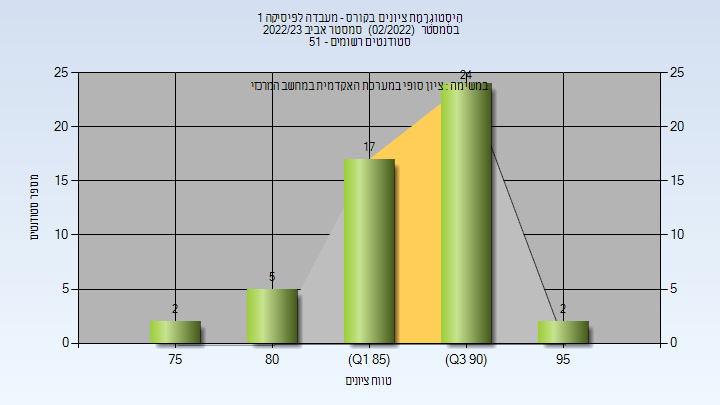 היסטוגרמת ציונים בקורס - מעבדה לפיסיקה 1
בסמסטר (02/2022) סמסטר אביב 2022/23
סטודנטים רשומים - 51
במשימה : ציון סופי במערכת האקדמית במחשב המרכזי
25
20
15
10
5
0
25
20
15
10
5
0
מספר סטודנטים
2
5
17
24
2
75
80
(Q1 85)
(Q3 90)
95
טווח ציונים